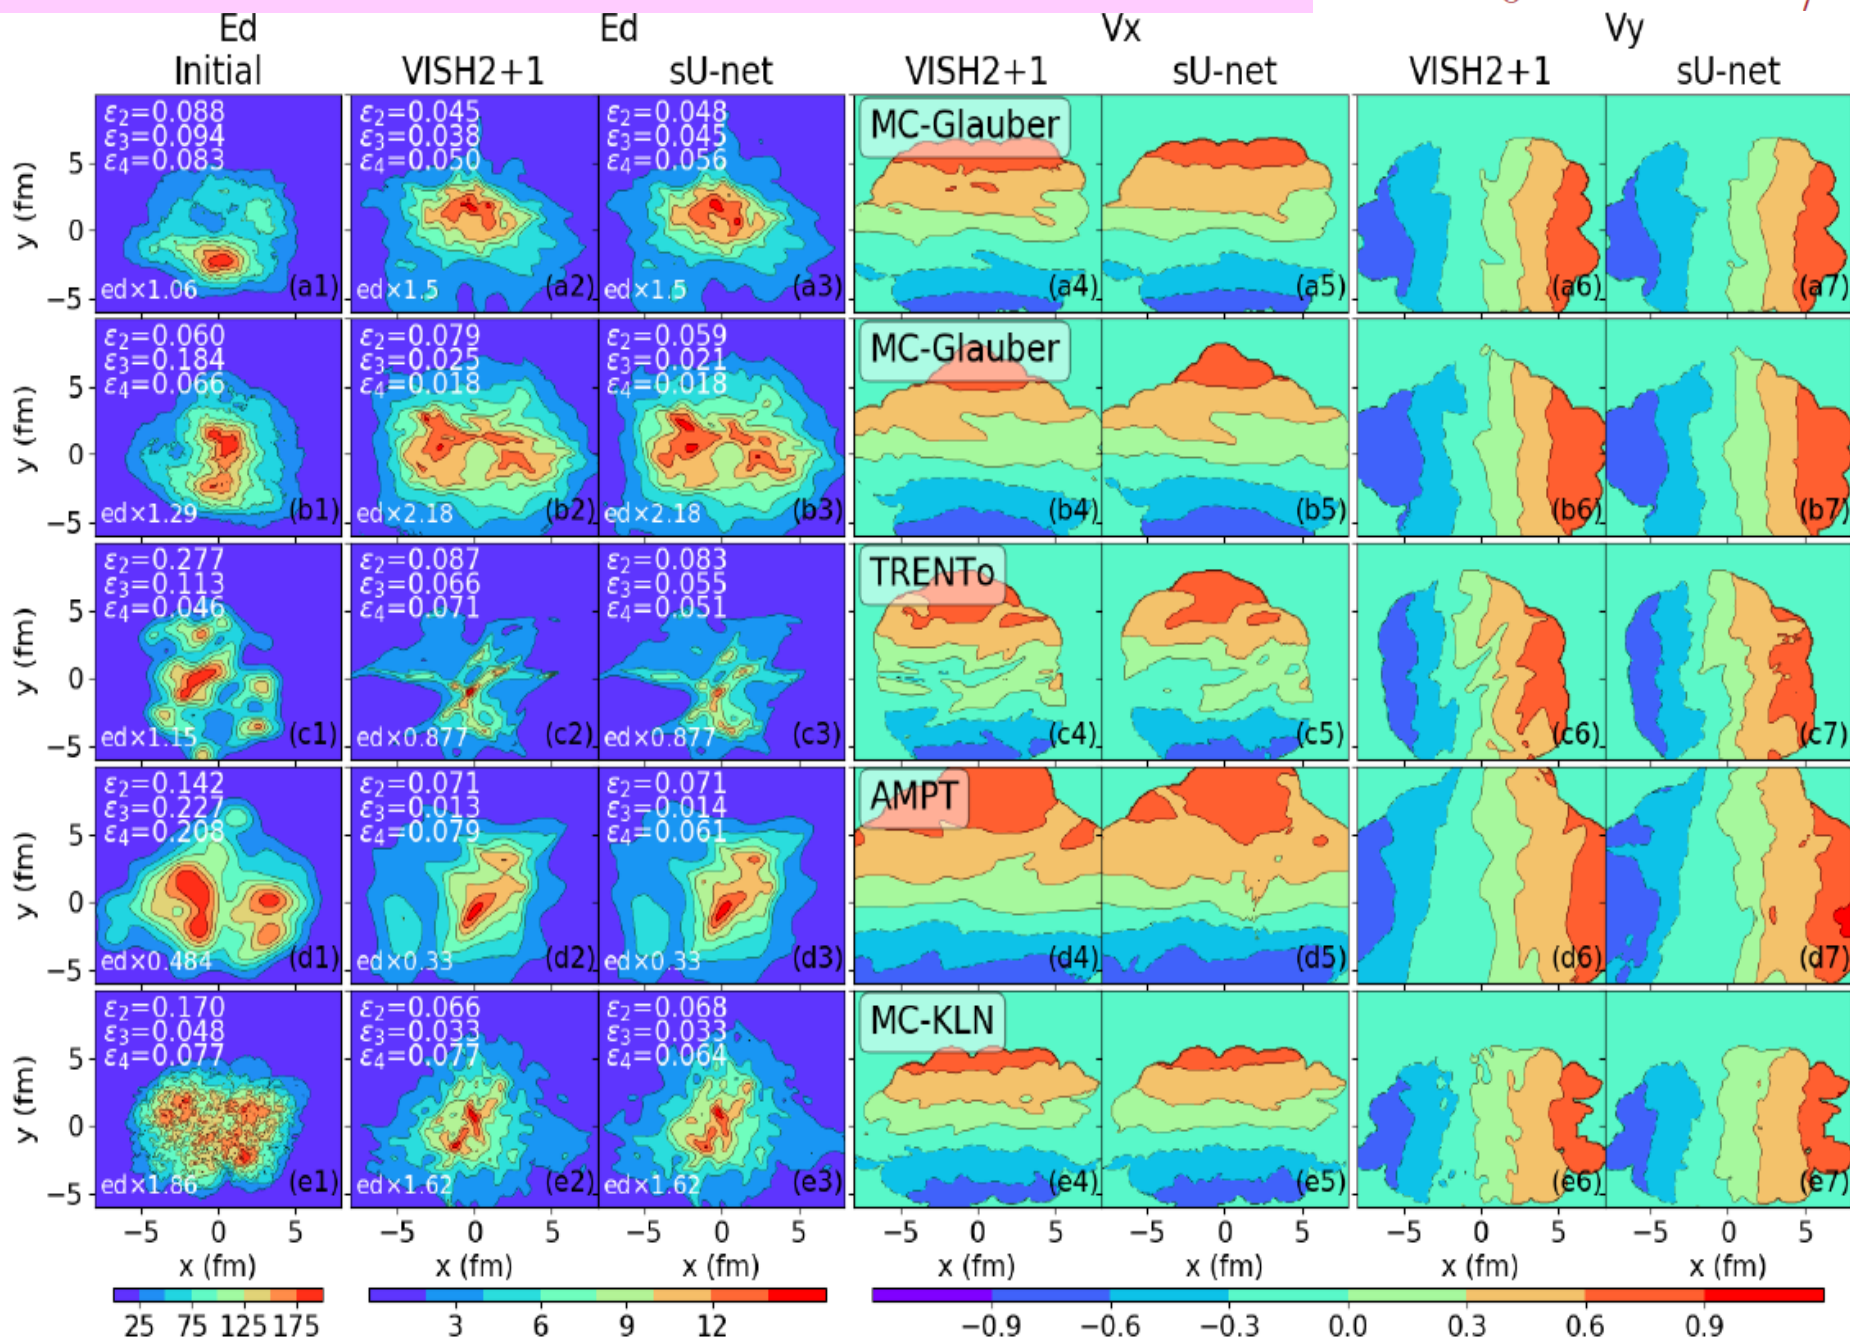 Ed Ed Vx Vy
Initial VISH2+1 sU-net VISH2+1 sU-net VISH2+1 sU-net
ε2=0.088 ε2=0.045 ε2=0.048 MC-Glauber
ε3=0.094 ε3=0.038 ε3=0.045
ε4=0.083 ε4=0.050 ε4=0.056
5
y (fm) 0
ed×1.06 (a1) ed×1.5 (a2) ed×1.5 (a3) (a4) (a5) (a6) (a7)
−5
ε2=0.060 ε2=0.079 ε2=0.059 MC-Glauber
ε3=0.184 ε3=0.025 ε3=0.021
ε4=0.066 ε4=0.018 ε4=0.018
5
y (fm) 0
ed×1.29 (b1) ed×2.18 (b2) ed×2.18 (b3) (b4) (b5) (b6) (b7)
−5
ε2=0.277 ε2=0.087 ε2=0.083 TRENTo
ε3=0.113 ε3=0.066 ε3=0.055
ε4=0.046 ε4=0.071 ε4=0.051
5
y (fm) 0
ed×1.15 (c1) ed×0.877 (c2) ed×0.877 (c3) (c4) (c5) (c6) (c7)
−5
ε2=0.142 ε2=0.071 ε2=0.071 AMPT
ε3=0.227 ε3=0.013 ε3=0.014
ε4=0.208 ε4=0.079 ε4=0.061
5
y (fm) 0
ed×0.484 (d1) ed×0.33 (d2) ed×0.33 (d3) (d4) (d5) (d6) (d7)
−5
ε2=0.170 ε2=0.066 ε2=0.068 MC-KLN
ε3=0.048 ε3=0.033 ε3=0.033
ε4=0.077 ε4=0.077 ε4=0.064
5
y (fm) 0
ed×1.86 (e1) ed×1.62 (e2) ed×1.62 (e3) (e4) (e5) (e6) (e7)
−5
−5 0 5 0 5 −5 0 5 −5 0 5 −5 0 5 −5 0 5 −5 0 5
x (fm) x (fm) x (fm) x (fm) x (fm) x (fm) x (fm)
25 75 125 175 3 6 9 12 −0.9 −0.6 −0.3 0.0 0.3 0.6 0.9